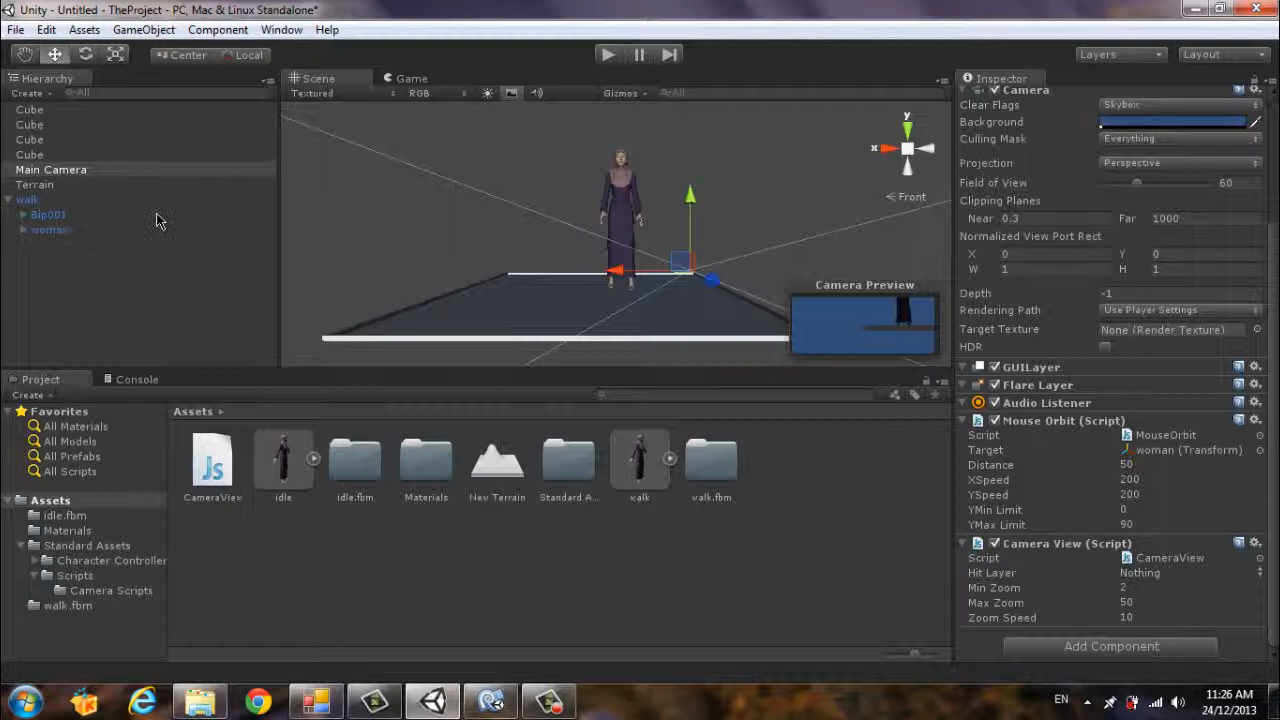 Unity - Untitled - TheProject - PC, Mac & Linux Standalone*
File Edit Assets GameObject Component Window Help
Center Local
Layers Layout
Hierarchy
Create All
Cube
Cube
Cube
Cube
Main Camera
Terrain
walk
Bip001
woman
Scene Game
Textured RGB Gizmos All
y
x
Front
Camera Preview
Inspector
Camera
Clear Flags Skybox
Background
Culling Mask Everything
Projection Perspective
Field of View 60
Clipping Planes
Near 0.3 Far 1000
Normalized View Port Rect
X 0 Y 0
W 1 H 1
Depth -1
Rendering Path Use Player Settings
Target Texture None (Render Texture)
HDR
GUILayer
Flare Layer
Audio Listener
Mouse Orbit (Script)
Script MouseOrbit
Target woman (Transform)
Distance 50
XSpeed 200
YSpeed 200
YMin Limit 0
YMax Limit 90
Camera View (Script)
Script CameraView
Hit Layer Nothing
Min Zoom 2
Max Zoom 50
Zoom Speed 10
Add Component
Project Console
Create
Favorites
All Materials
All Models
All Prefabs
All Scripts
Assets
idle.fbm
Materials
Standard Assets
Character Controller
Scripts
Camera Scripts
walk.fbm
Assets
Js
CameraView idle idle.fbm Materials New Terrain Standard A... walk walk.fbm
EN
11:26 AM
24/12/2013